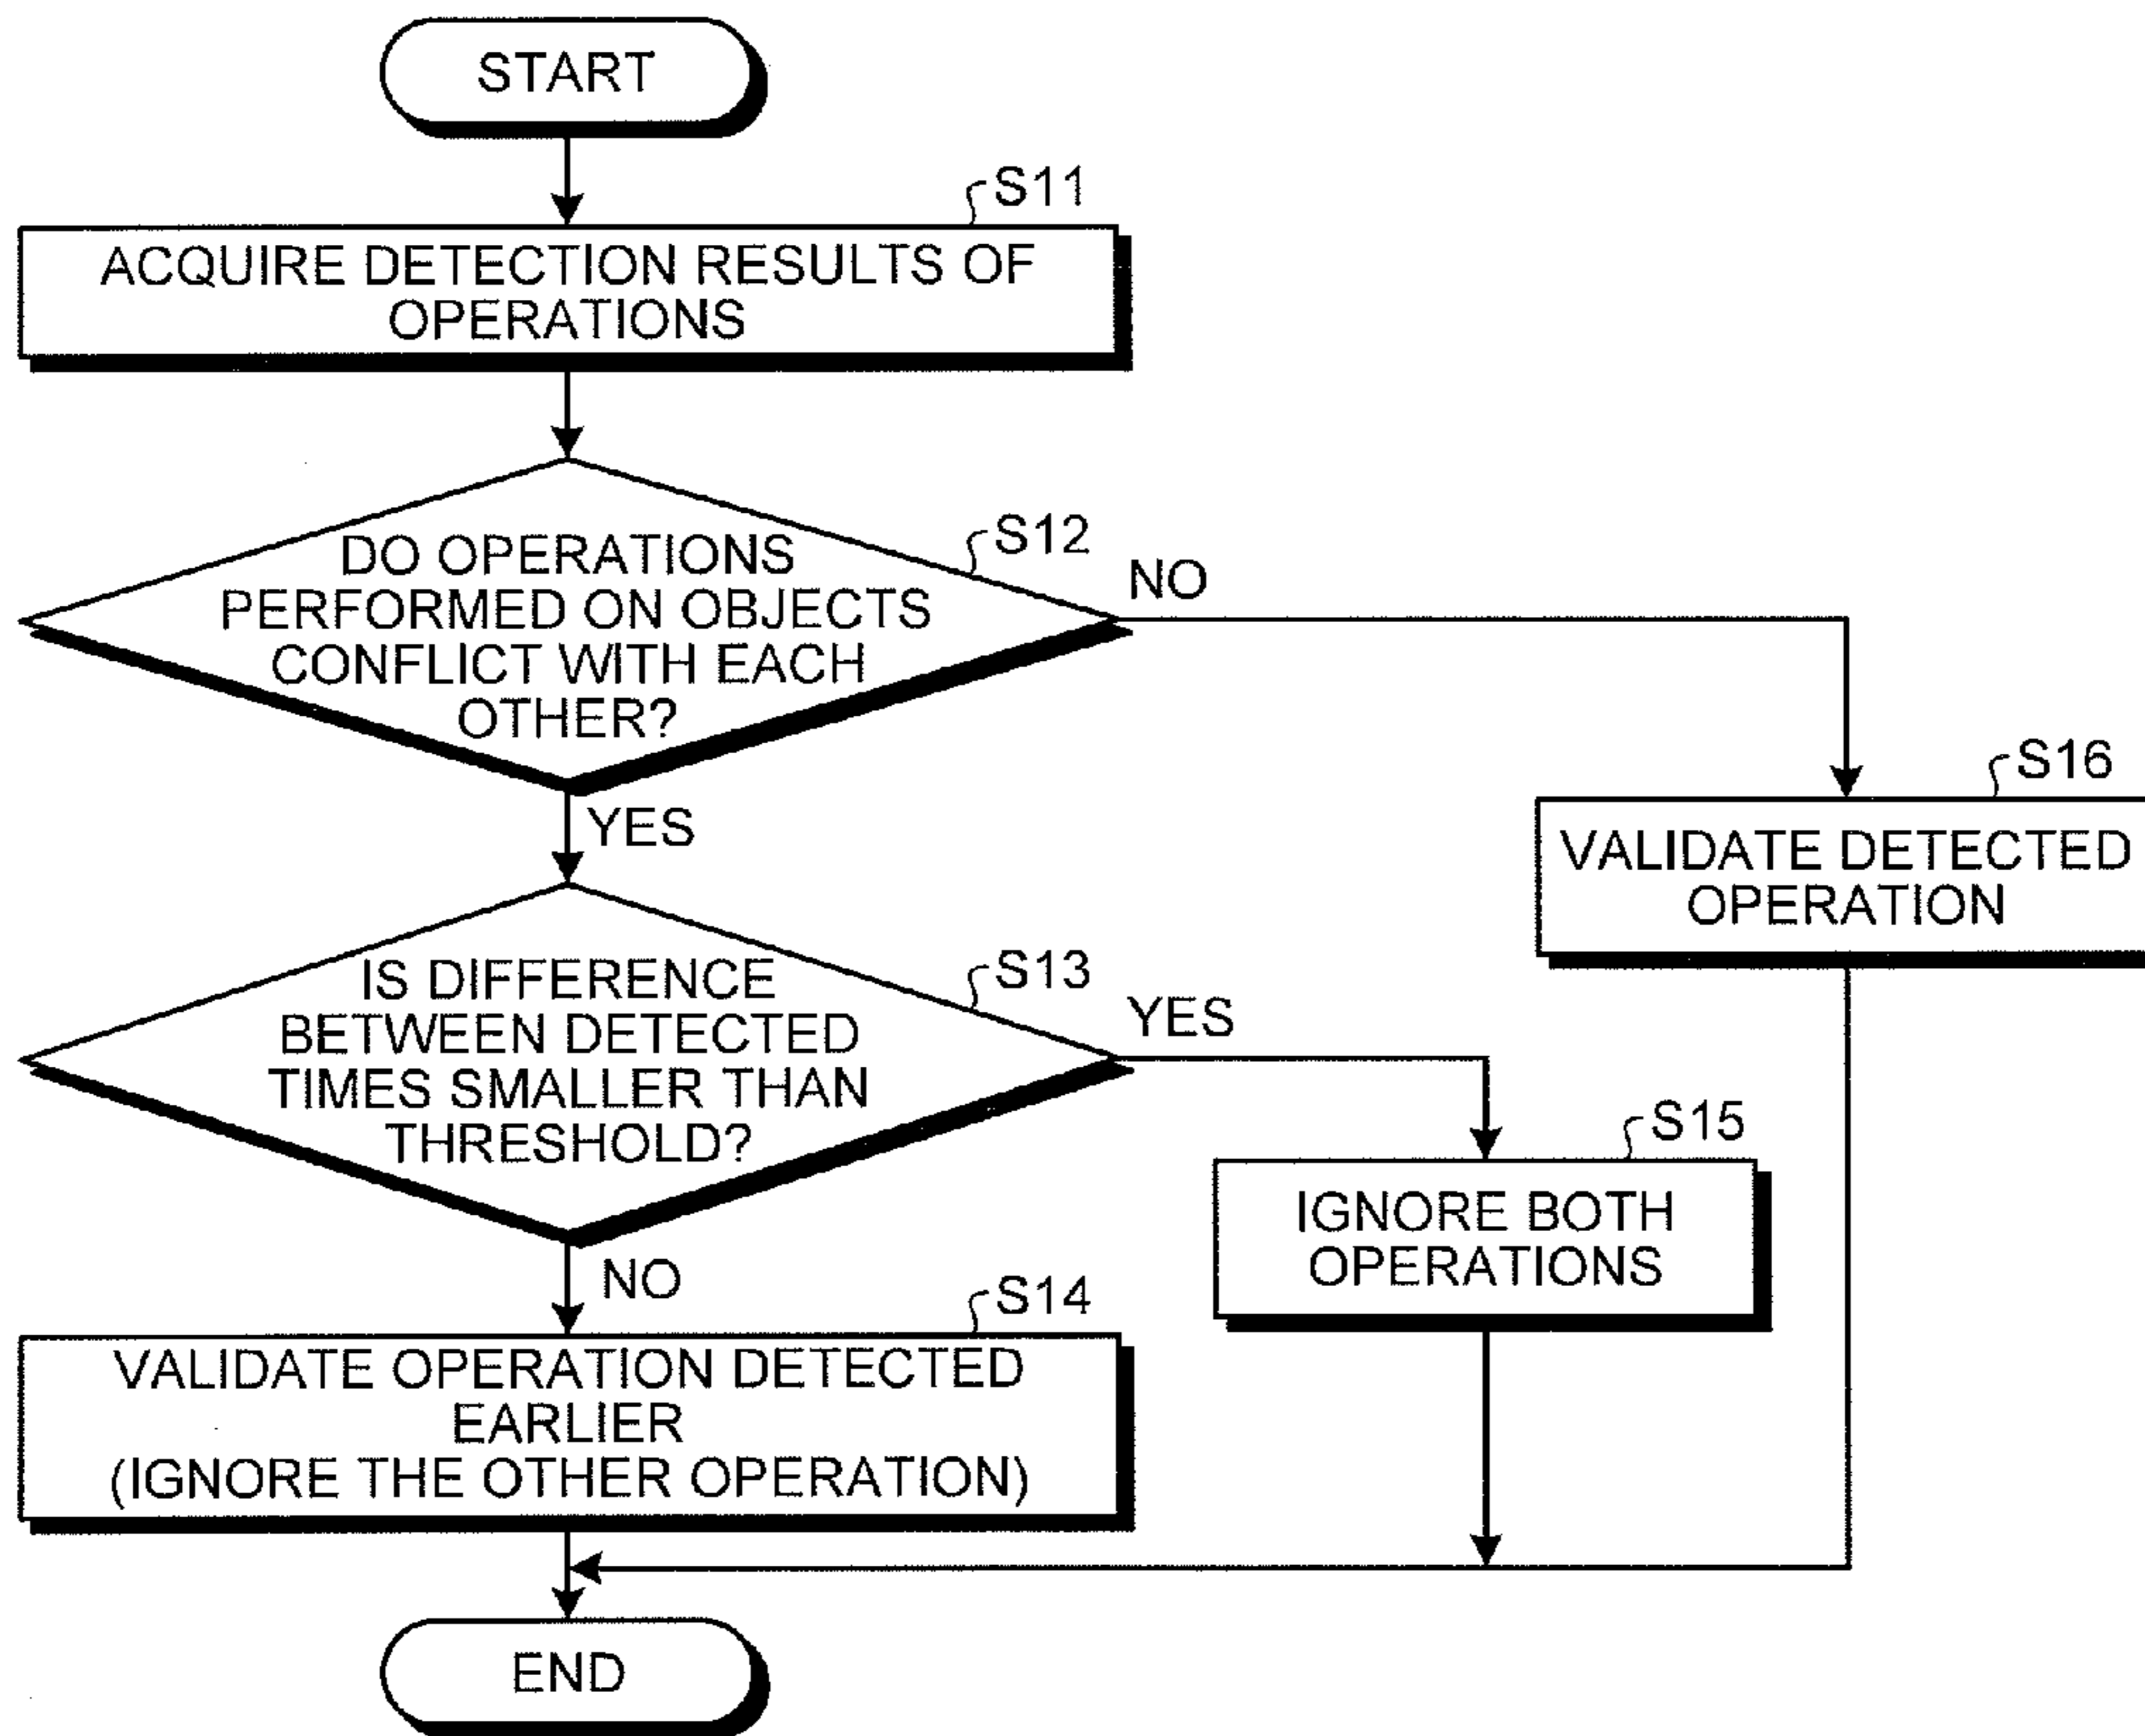 START
S11
ACQUIRE DETECTION RESULTS OF
OPERATIONS
S12
DO OPERATIONS
PERFORMED ON OBJECTS
CONFLICT WITH EACH
OTHER?
NO
YES
S16
VALIDATE DETECTED
OPERATION
S13
IS DIFFERENCE
BETWEEN DETECTED
TIMES SMALLER THAN
THRESHOLD?
YES
NO
S15
IGNORE BOTH
OPERATIONS
S14
VALIDATE OPERATION DETECTED
EARLIER
(IGNORE THE OTHER OPERATION)
END